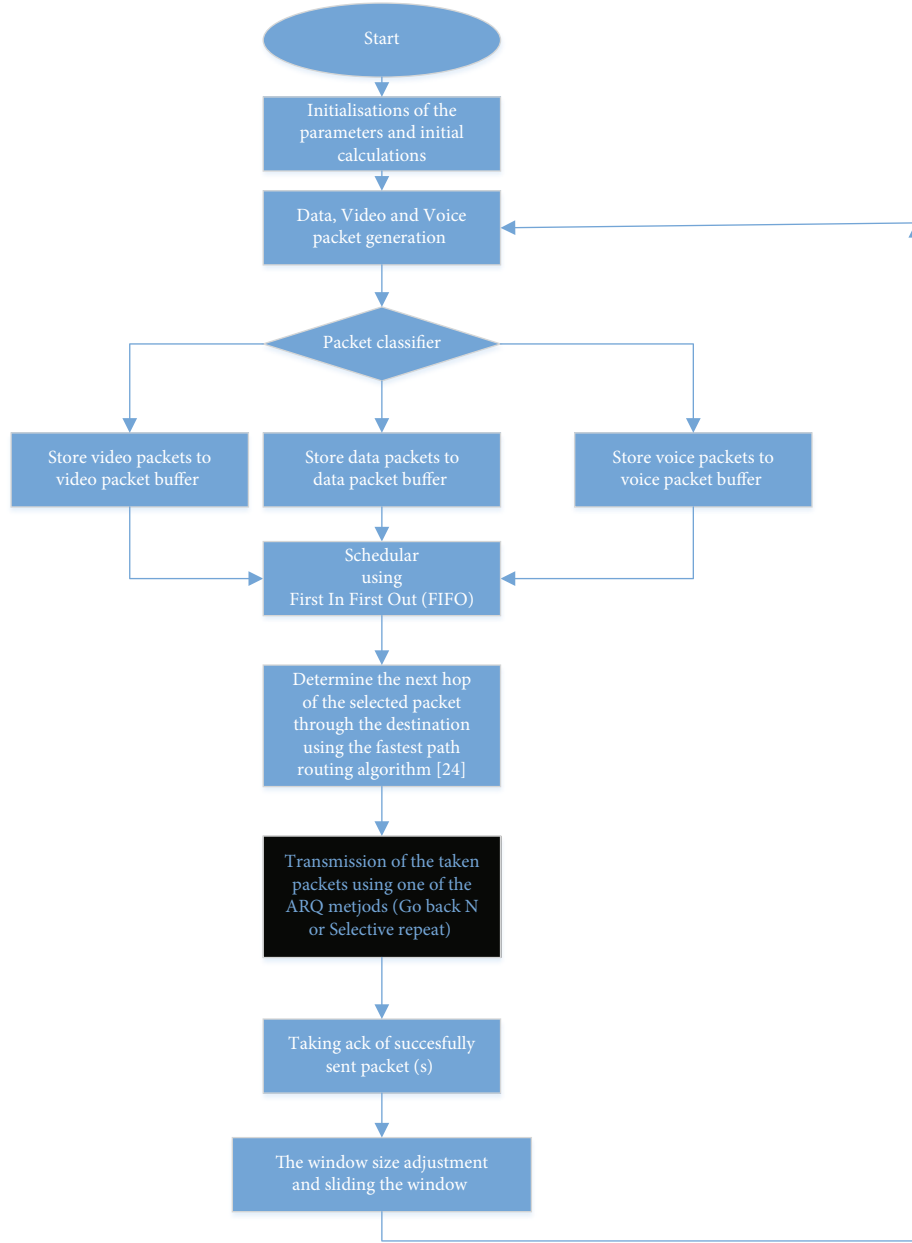 Start
Initialisations of the
parameters and initial
calculations
Data, Video and Voice
packet generation
Packet classifier
Store video packets to
video packet buffer
Store data packets to
data packet buffer
Store voice packets to
voice packet buffer
Schedular
using
First In First Out (FIFO)
Determine the next hop
of the selected packet
through the destination
using the fastest path
routing algorithm [24]
Transmission of the taken
packets using one of the
ARQ metjods (Go back N
or Selective repeat)
Taking ack of succesfully
sent packet (s)
The window size adjustment
and sliding the window